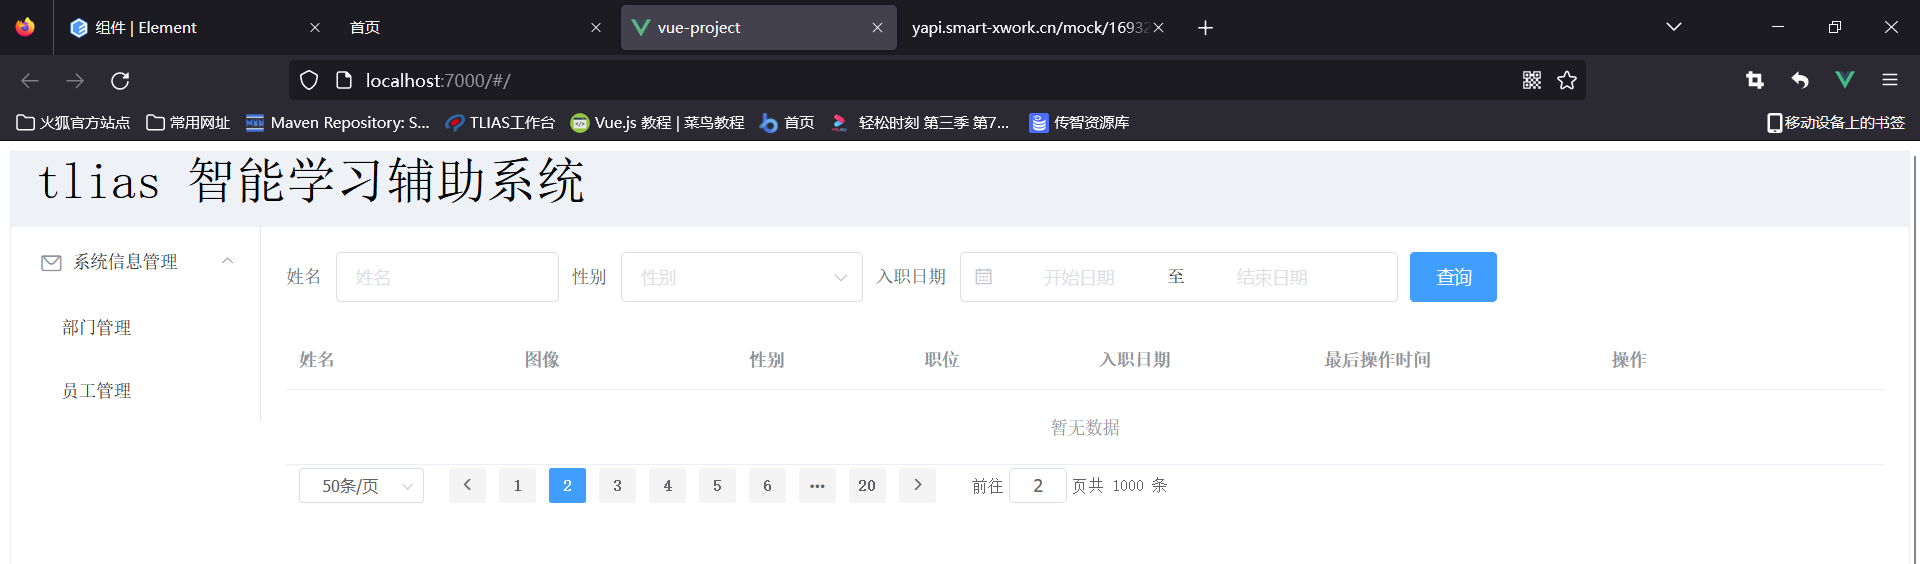 组件 | Element
首页
vue-project
yapi.smart-xwork.cn/mock/16932
localhost:7000/#/
火狐官方站点
常用网址
Maven Repository: S...
TLIAS工作台
Vue.js 教程 | 菜鸟教程
首页
轻松时刻 第三季 第7...
传智资源库
移动设备上的书签
tlias 智能学习辅助系统
系统信息管理
部门管理
员工管理
姓名 姓名 性别 性别 入职日期 开始日期 至 结束日期 查询
姓名 图像 性别 职位 入职日期 最后操作时间 操作
暂无数据
50条/页 1 2 3 4 5 6 ••• 20 前往 2 页共 1000 条